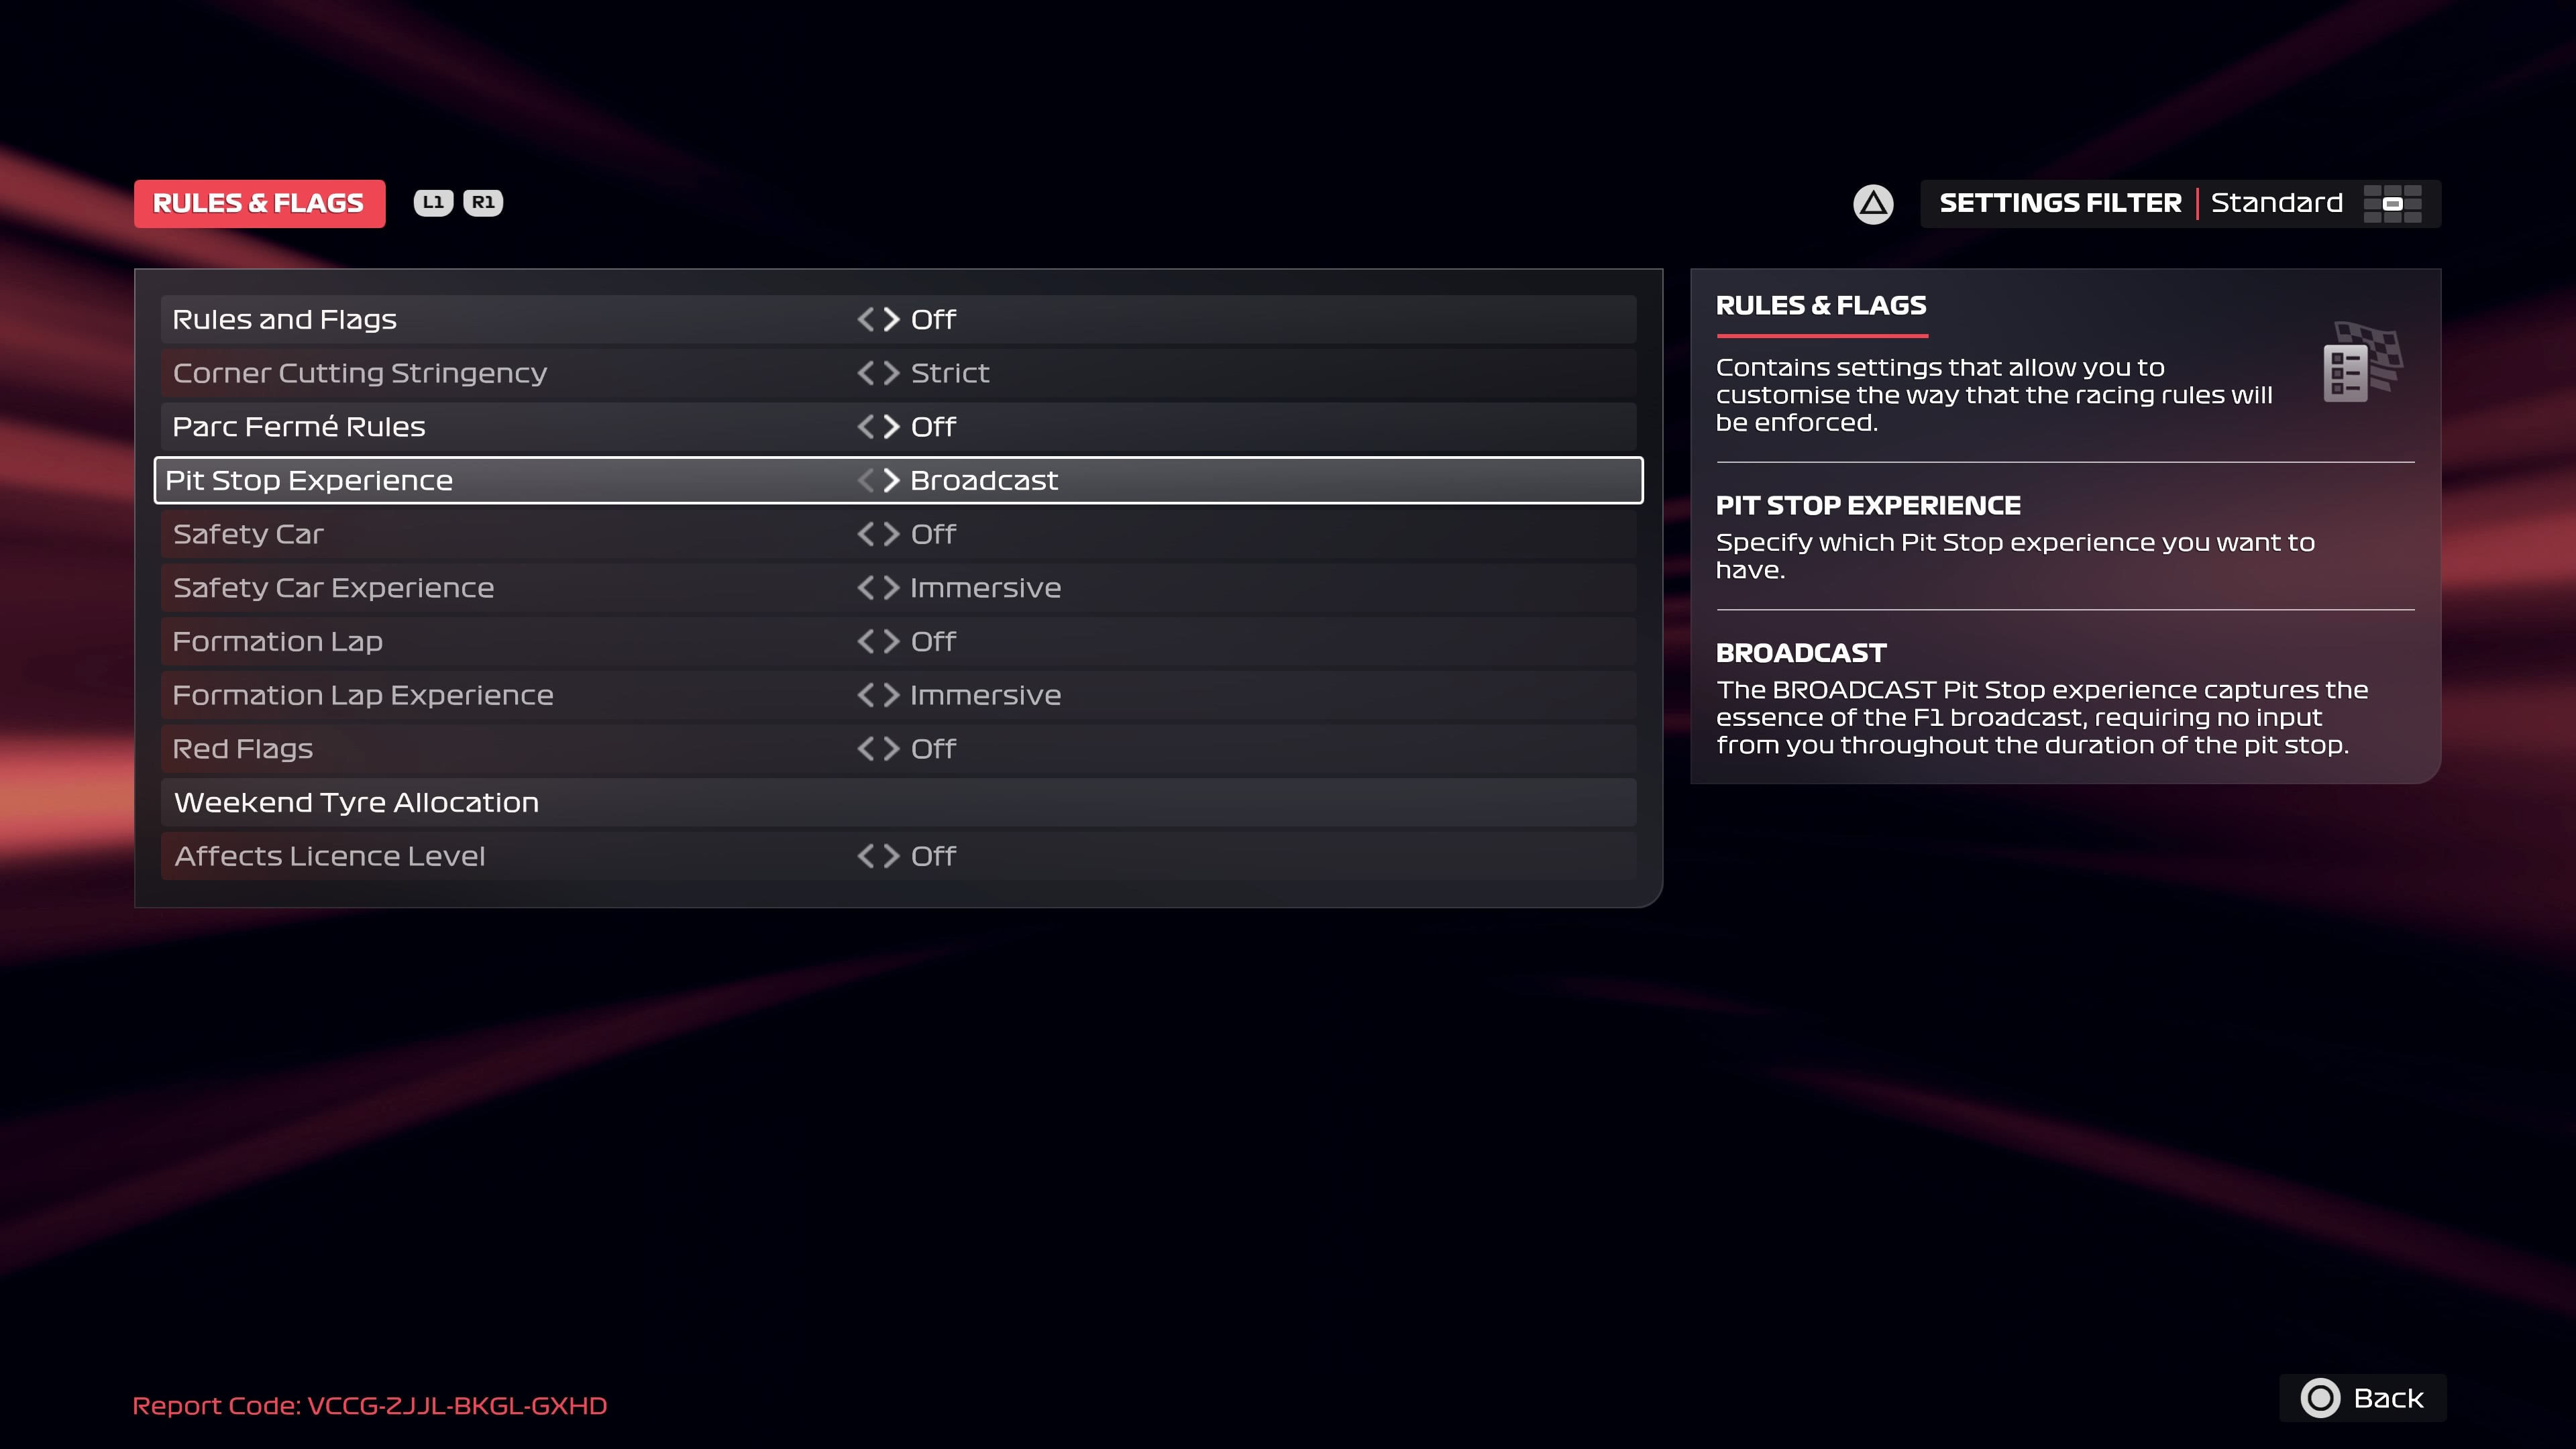 RULES & FLAGS L1 R1
SETTINGS FILTER | Standard
Rules and Flags Off
Corner Cutting Stringency Strict
Parc Fermé Rules Off
Pit Stop Experience Broadcast
Safety Car Off
Safety Car Experience Immersive
Formation Lap Off
Formation Lap Experience Immersive
Red Flags Off
Weekend Tyre Allocation
Affects Licence Level Off
RULES & FLAGS
Contains settings that allow you to
customise the way that the racing rules will
be enforced.
PIT STOP EXPERIENCE
Specify which Pit Stop experience you want to
have.
BROADCAST
The BROADCAST Pit Stop experience captures the
essence of the F1 broadcast, requiring no input
from you throughout the duration of the pit stop.
Report Code: VCCG-ZJJL-BKGL-GXHD
Back